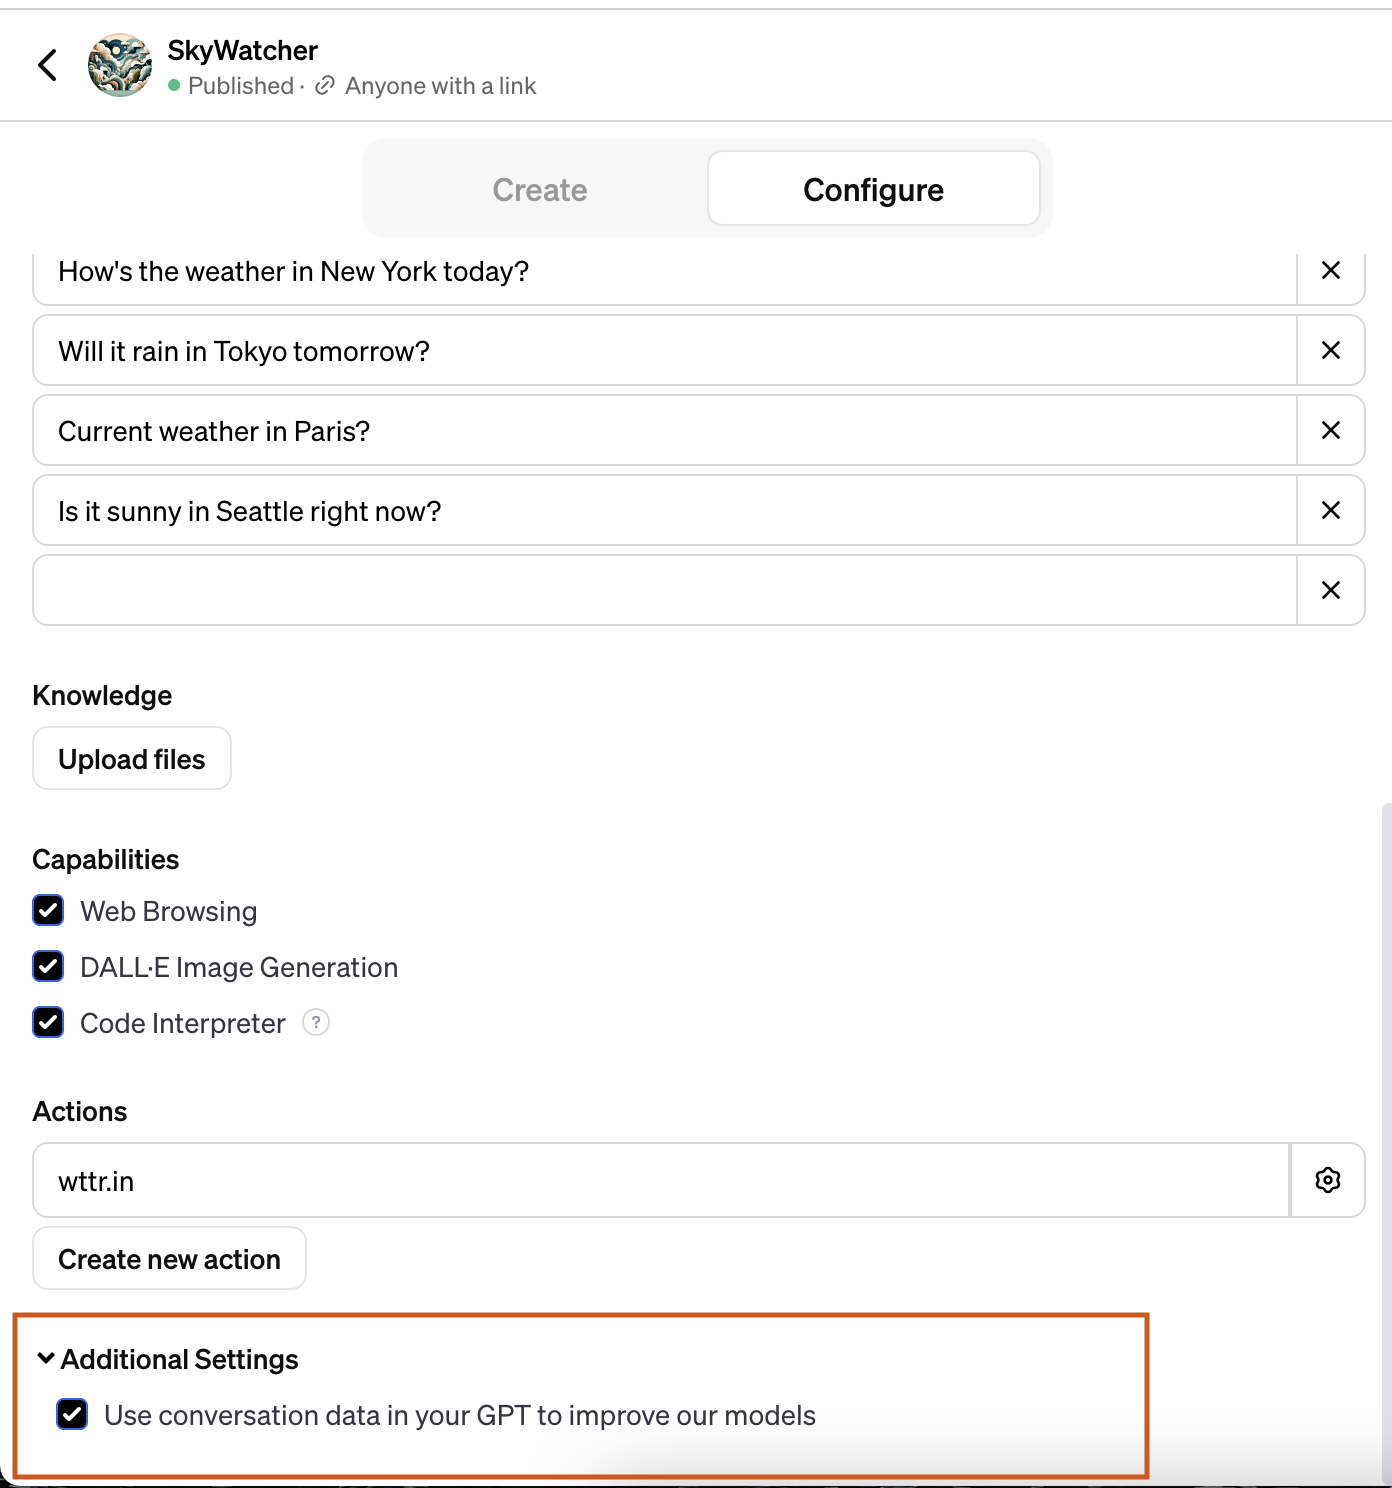 SkyWatcher
Published · Anyone with a link
Create
Configure
How's the weather in New York today?
Will it rain in Tokyo tomorrow?
Current weather in Paris?
Is it sunny in Seattle right now?
Knowledge
Upload files
Capabilities
Web Browsing
DALL·E Image Generation
Code Interpreter ?
Actions
wttr.in
Create new action
Additional Settings
Use conversation data in your GPT to improve our models